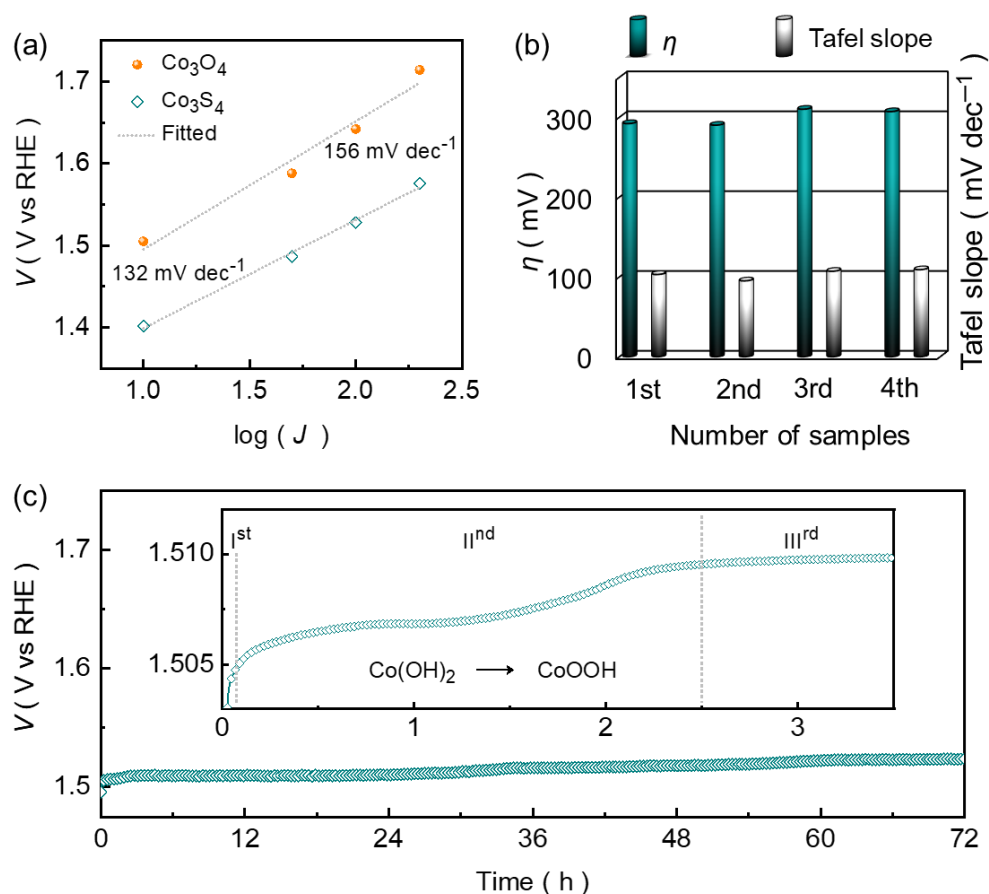 (a)
Co₃O₄
Co₃S₄
Fitted
156 mV dec⁻¹
132 mV dec⁻¹
1.7
1.6
1.5
1.4
V ( V vs RHE)
1.0 1.5 2.0 2.5
log ( J )
(b)
η
Tafel slope
300
200
100
0
η ( mV)
Tafel slope ( mV dec⁻¹)
1st 2nd 3rd 4th
Number of samples
(c)
1.7
1.6
1.5
V ( V vs RHE)
Iˢᵗ IIⁿᵈ IIIʳᵈ
1.510
1.505
Co(OH)₂ → CoOOH
0 1 2 3
0 12 24 36 48 60 72
Time ( h )